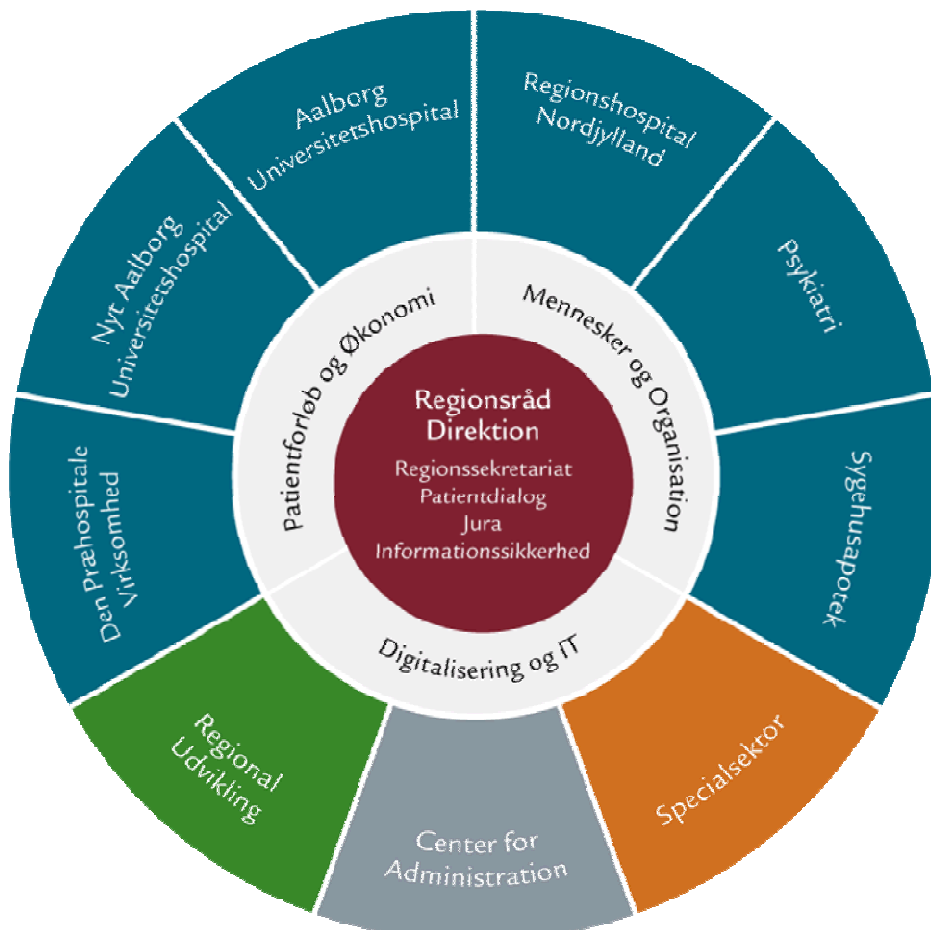 Aalborg
Universitetshospital
Regionshospital
Nordjylland
Psykiatri
Sygehusapotek
Specialsektor
Center for
Administration
Regional
Udvikling
Den Præhospitale
Virksomhed
Nyt Aalborg
Universitetshospital
Patientforløb og Økonomi
Mennesker og Organisation
Digitalisering og IT
Regionsråd
Direktion
Regionssekretariat
Patientdialog
Jura
Informationssikkerhed